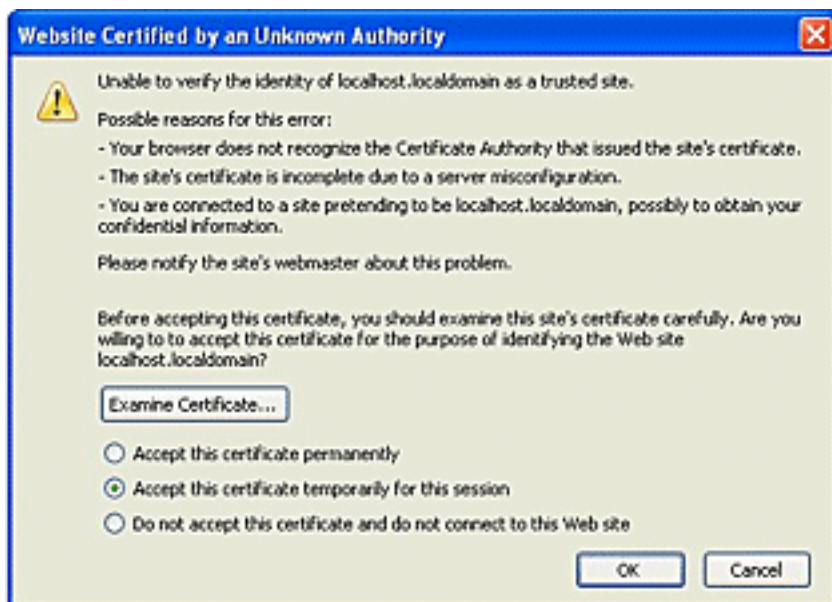 Website Certified by an Unknown Authority
Unable to verify the identity of localhost.localdomain as a trusted site.
Possible reasons for this error:
- Your browser does not recognize the Certificate Authority that issued the site's certificate.
- The site's certificate is incomplete due to a server misconfiguration.
- You are connected to a site pretending to be localhost.localdomain, possibly to obtain your
confidential information.
Please notify the site's webmaster about this problem.
Before accepting this certificate, you should examine this site's certificate carefully. Are you
willing to to accept this certificate for the purpose of identifying the Web site
localhost.localdomain?
Examine Certificate...
Accept this certificate permanently
Accept this certificate temporarily for this session
Do not accept this certificate and do not connect to this Web site
OK Cancel